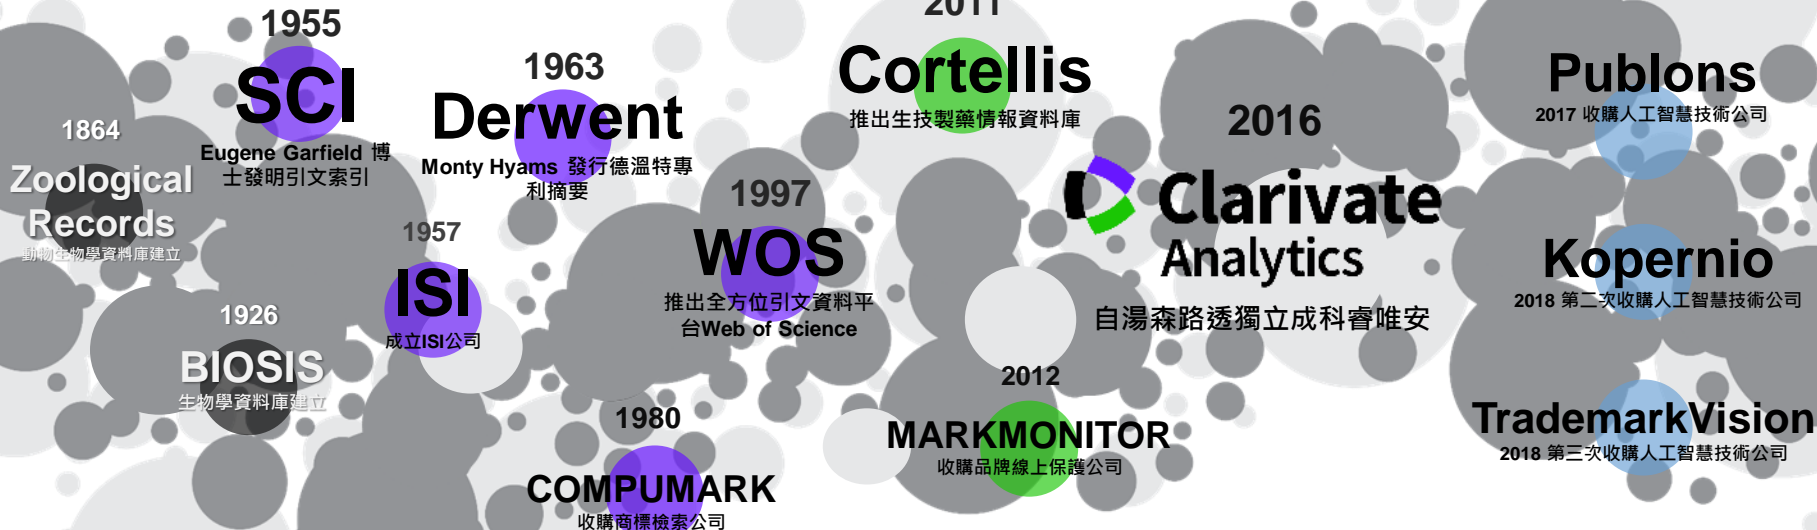 1864
Zoological
Records
動物生物學資料庫建立
1926
BIOSIS
生物學資料庫建立
1955
SCI
Eugene Garfield 博
士發明引文索引
1957
ISI
成立ISI公司
1963
Derwent
Monty Hyams 發行德溫特專
利摘要
1980
COMPUMARK
收購商標檢索公司
1997
WOS
推出全方位引文資料平
台Web of Science
2011
Cortellis
推出生技製藥情報資料庫
2012
MARKMONITOR
收購品牌線上保護公司
2016
Clarivate
Analytics
自湯森路透獨立成科睿唯安
Publons
2017 收購人工智慧技術公司
Kopernio
2018 第二次收購人工智慧技術公司
TrademarkVision
2018 第三次收購人工智慧技術公司